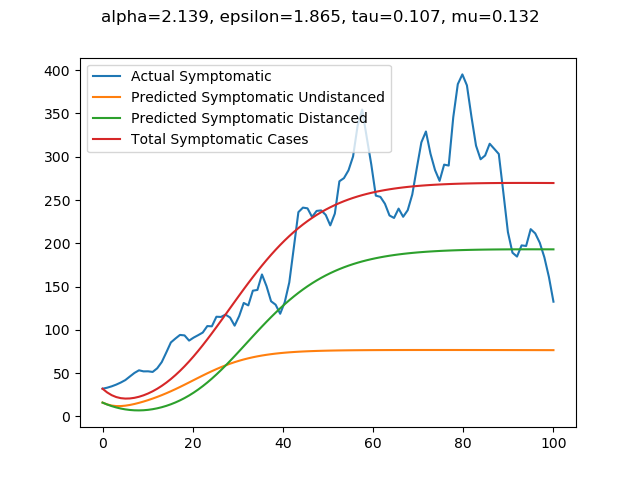 alpha=2.139, epsilon=1.865, tau=0.107, mu=0.132
Actual Symptomatic
Predicted Symptomatic Undistanced
Predicted Symptomatic Distanced
Total Symptomatic Cases
400
350
300
250
200
150
100
50
0
0 20 40 60 80 100